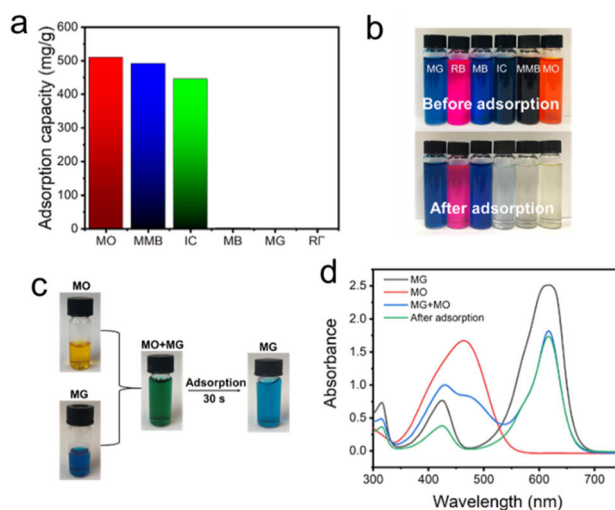 a
Adsorption capacity (mg/g)
600
500
400
300
200
100
0
MO MMB IC MB MG
b
MG RB MB IC MMB MO
Before adsorption
After adsorption
c
MO
MG
MO+MG
Adsorption
30 s
MG
d
MG
MO
MG+MO
After adsorption
Absorbance
2.5
2.0
1.5
1.0
0.5
0.0
300 400 500 600 700
Wavelength (nm)